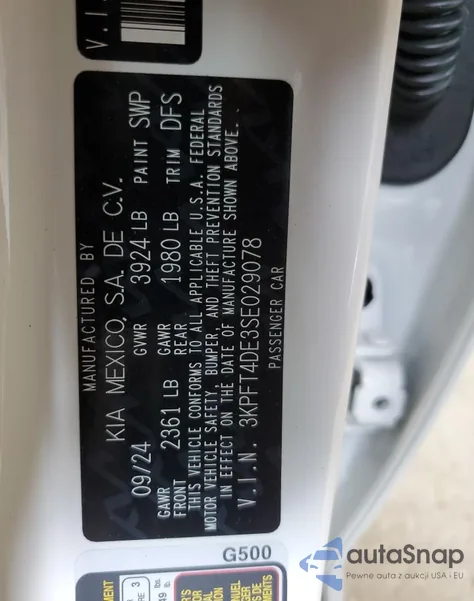 V.I
MANUFACTURED BY
KIA MEXICO, S.A. DE C.V.
09/24 GVWR 3924 LB PAINT SWP
GAWR FRONT 2361 LB GAWR REAR 1980 LB TRIM DFS
THIS VEHICLE CONFORMS TO ALL APPLICABLE U.S.A. FEDERAL
MOTOR VEHICLE SAFETY, BUMPER, AND THEFT PREVENTION STANDARDS
IN EFFECT ON THE DATE OF MANUFACTURE SHOWN ABOVE.
V.I.N. 3KPFT4DE3SE029078
PASSENGER CAR
G500
autoSnap
Pewne auta z aukcji USA i EU